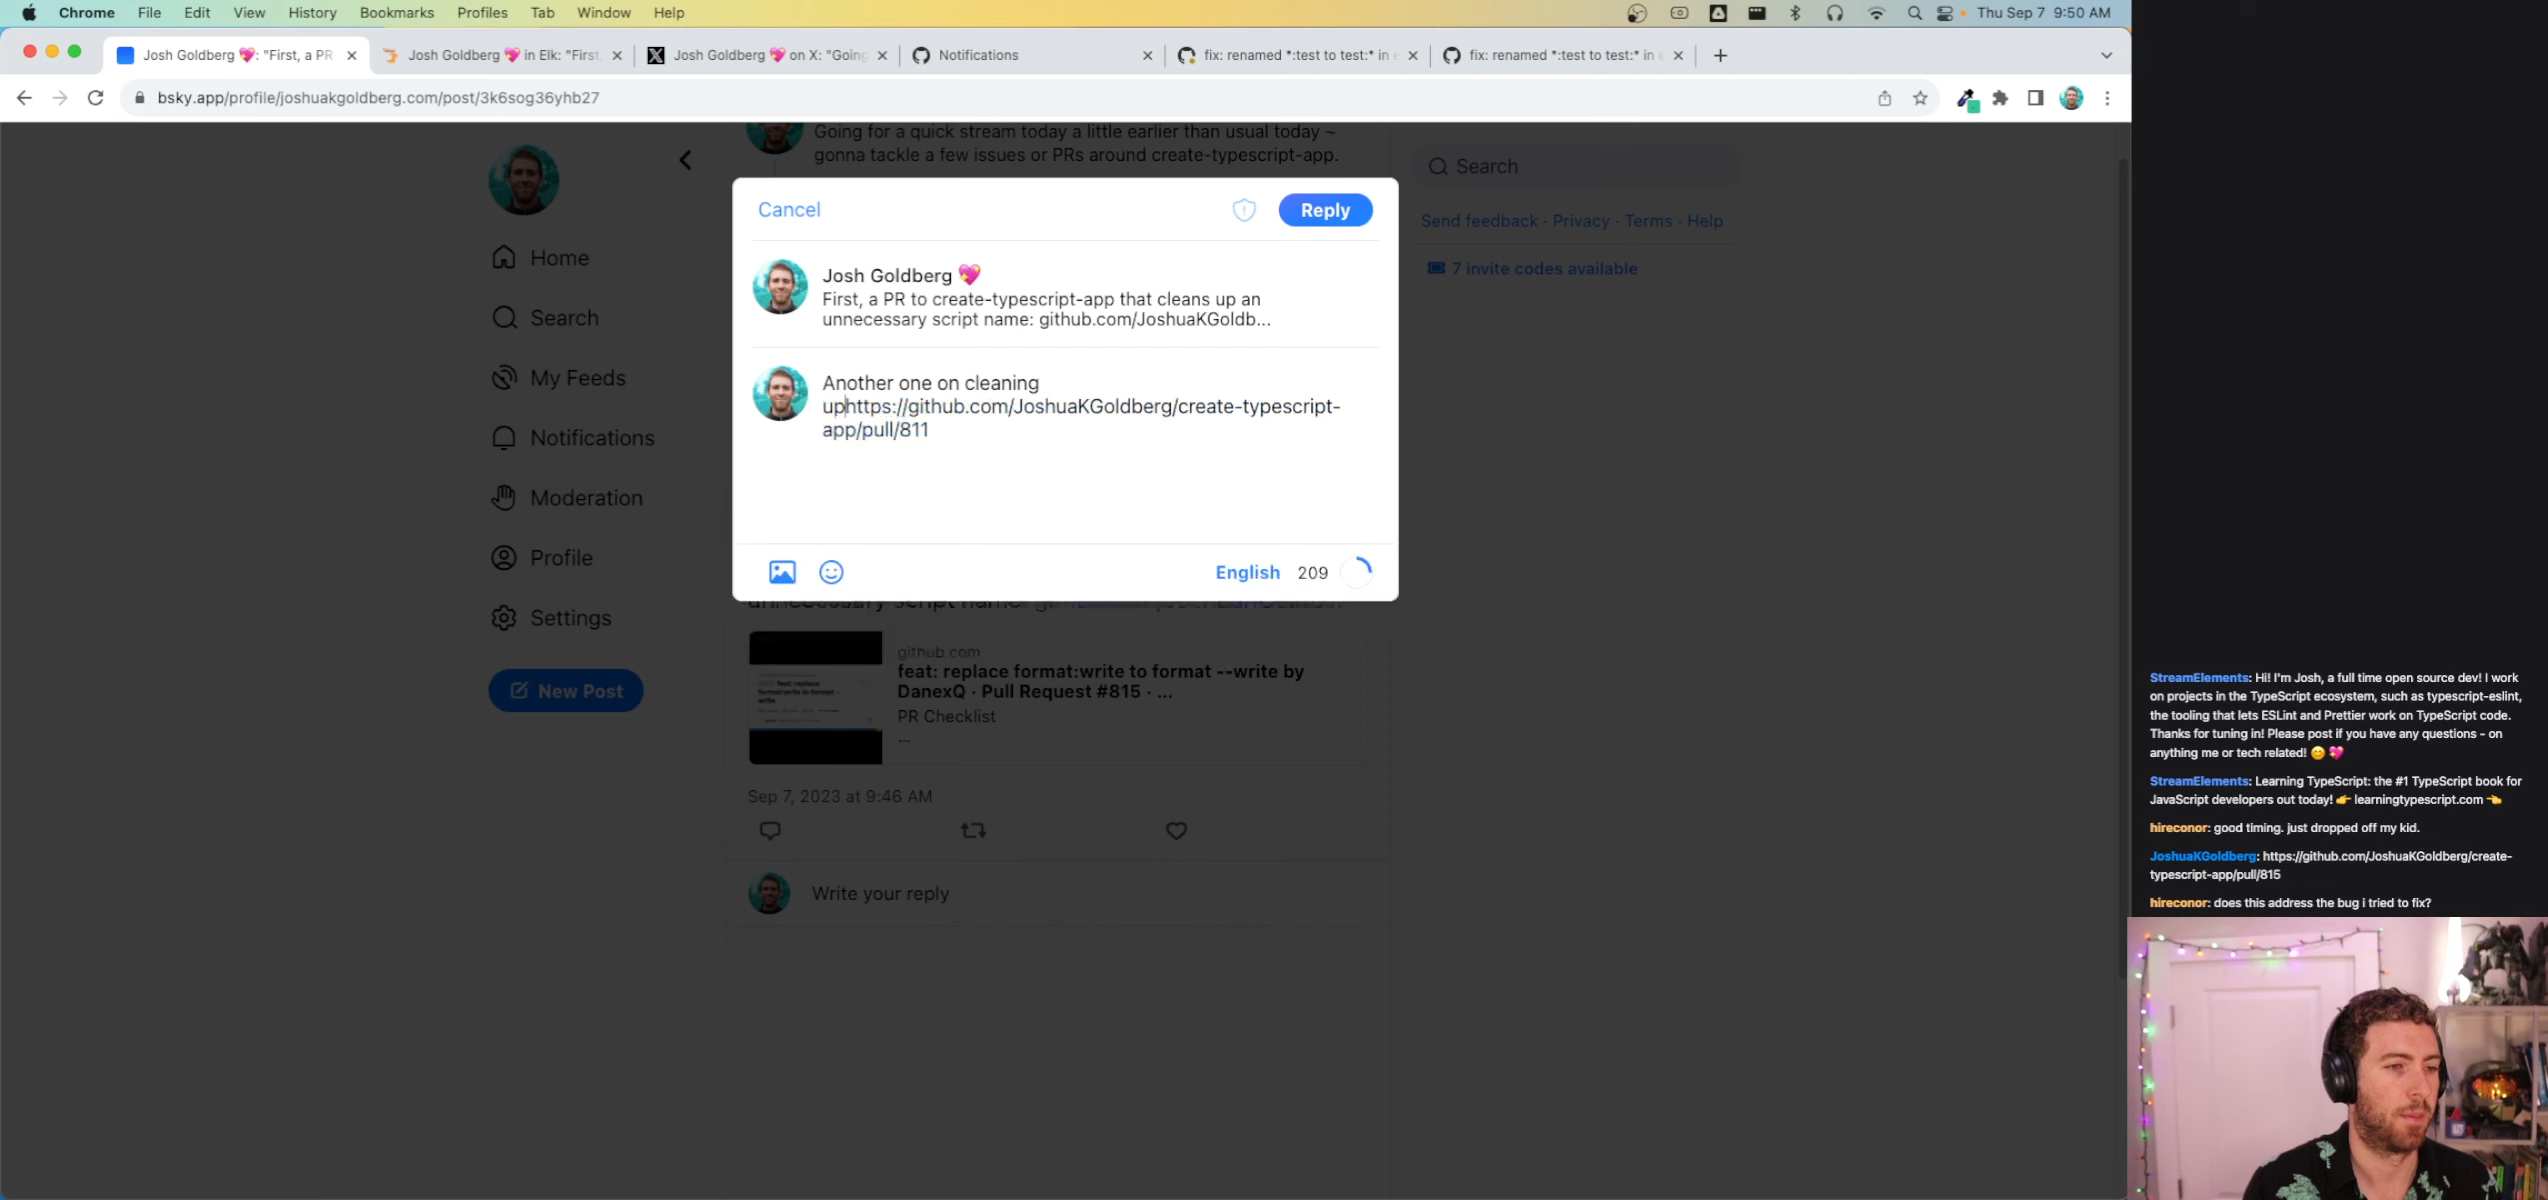 Chrome File Edit View History Bookmarks Profiles Tab Window Help
Thu Sep 7 9:50 AM
Josh Goldberg 💖: "First, a PR
Josh Goldberg 💖 in Elk: "First,
Josh Goldberg 💖 on X: "Going
Notifications
fix: renamed *:test to test:* in e
fix: renamed *:test to test:* in e
bsky.app/profile/joshuakgoldberg.com/post/3k6sog36yhb27
Going for a quick stream today a little earlier than usual today ~
gonna tackle a few issues or PRs around create-typescript-app.
Home
Search
My Feeds
Notifications
Moderation
Profile
Settings
New Post
Cancel
Reply
Josh Goldberg 💖
First, a PR to create-typescript-app that cleans up an
unnecessary script name: github.com/JoshuaKGoldb...
Another one on cleaning
uphttps://github.com/JoshuaKGoldberg/create-typescript-
app/pull/811
English 209
unnecessary script name:
github.com
feat: replace format:write to format --write by
DanexQ · Pull Request #815 · ...
PR Checklist
...
Sep 7, 2023 at 9:46 AM
Write your reply
Search
Send feedback · Privacy · Terms · Help
7 invite codes available
StreamElements: Hi! I'm Josh, a full time open source dev! I work
on projects in the TypeScript ecosystem, such as typescript-eslint,
the tooling that lets ESLint and Prettier work on TypeScript code.
Thanks for tuning in! Please post if you have any questions - on
anything me or tech related! 😊 💖
StreamElements: Learning TypeScript: the #1 TypeScript book for
JavaScript developers out today! 👉 learningtypescript.com 👈
hireconor: good timing. just dropped off my kid.
JoshuaKGoldberg: https://github.com/JoshuaKGoldberg/create-
typescript-app/pull/815
hireconor: does this address the bug i tried to fix?